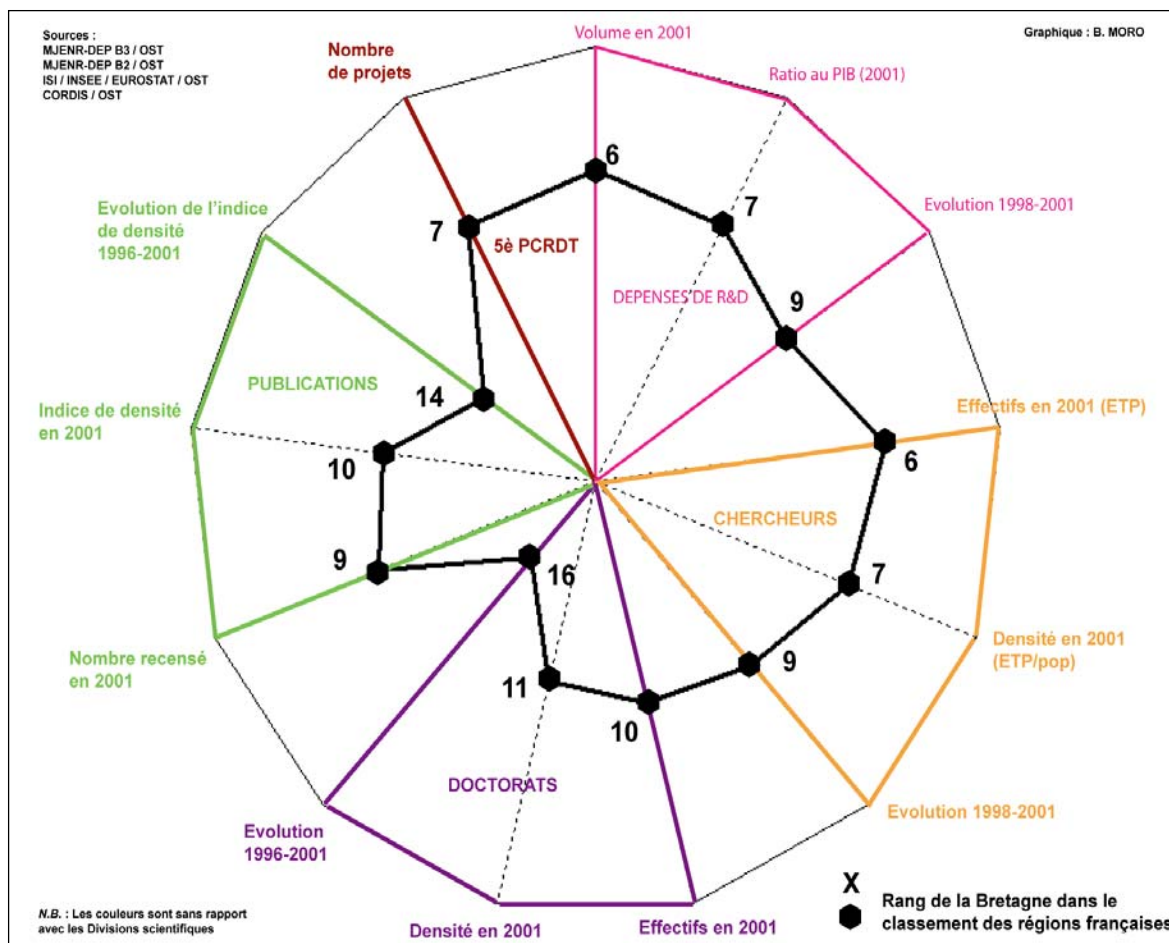 Sources :
MJENR-DEP B3 / OST
MJENR-DEP B2 / OST
ISI / INSEE / EUROSTAT / OST
CORDIS / OST
Graphique : B. MORO
Volume en 2001
Ratio au PIB (2001)
Evolution 1998-2001
DEPENSES DE R&D
6
7
9
Effectifs en 2001 (ETP)
CHERCHEURS
Densité en 2001
(ETP/pop)
Evolution 1998-2001
6
7
9
Effectifs en 2001
DOCTORATS
Densité en 2001
Evolution
1996-2001
10
11
16
Nombre recensé
en 2001
PUBLICATIONS
Indice de densité
en 2001
Evolution de l'indice
de densité
1996-2001
9
10
14
Nombre
de projets
5è PCRDT
7
N.B. : Les couleurs sont sans rapport
avec les Divisions scientifiques
X
Rang de la Bretagne dans le
classement des régions françaises